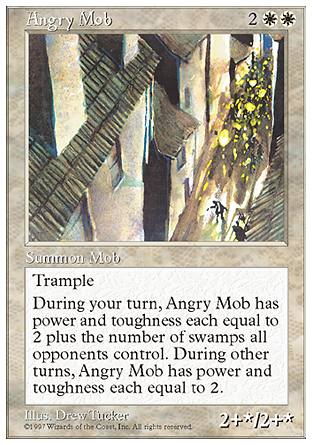 Angry Mob 2
Summon Mob
Trample
During your turn, Angry Mob has
power and toughness each equal to
2 plus the number of swamps all
opponents control. During other
turns, Angry Mob has power and
toughness each equal to 2.
Illus. Drew Tucker
©1997 Wizards of the Coast, Inc. All rights reserved.
2+*/2+*